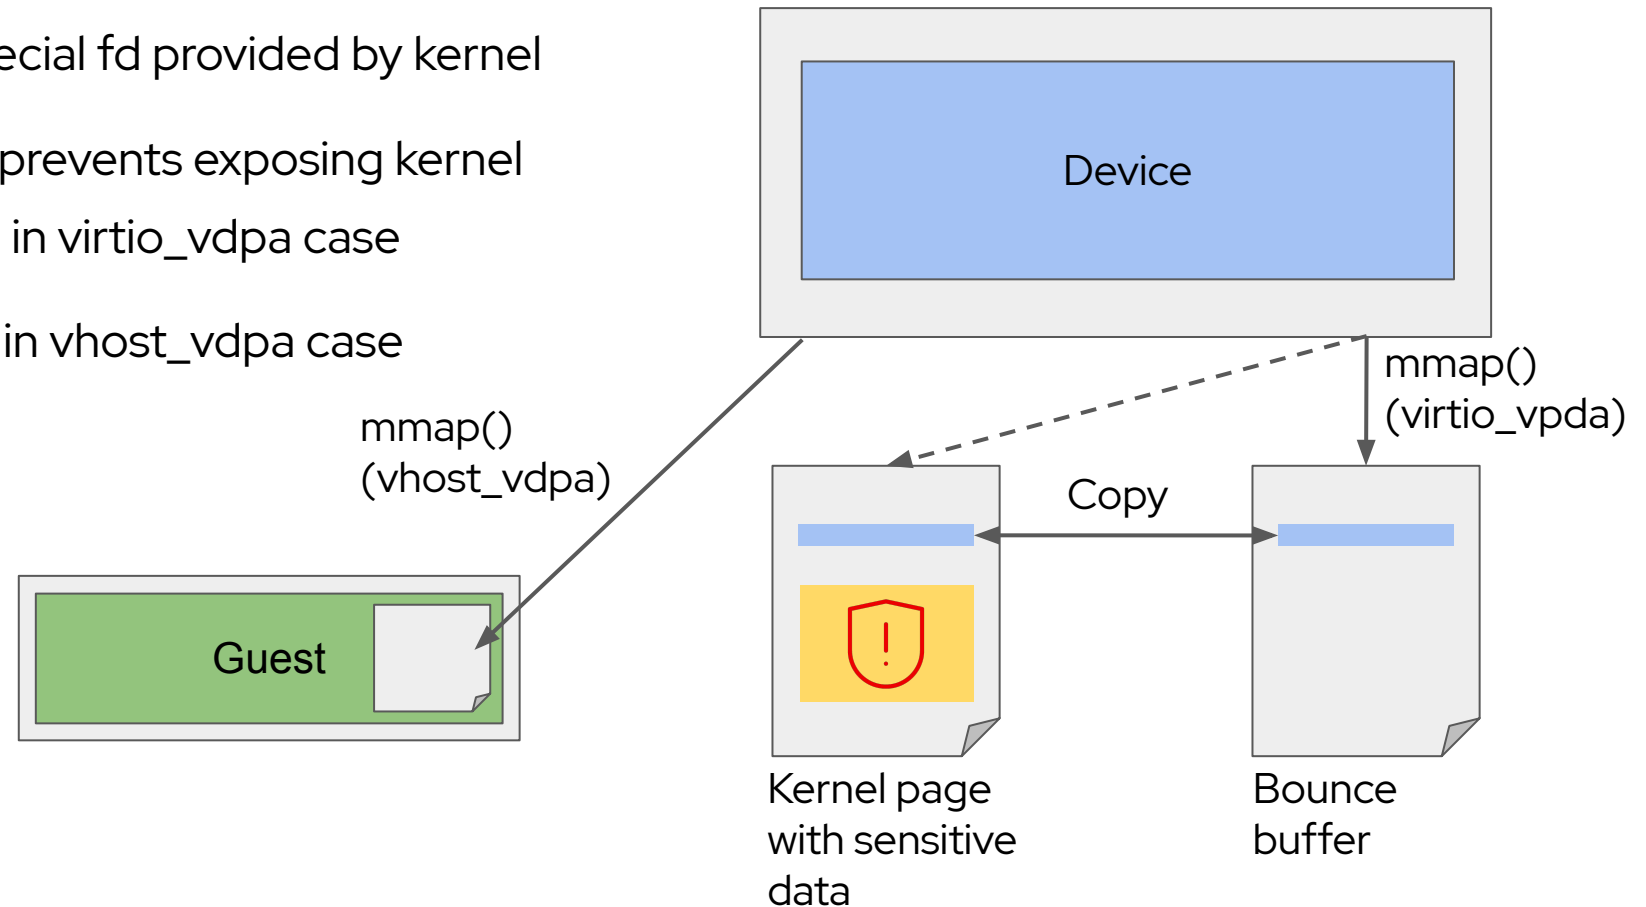 ecial fd provided by kernel
prevents exposing kernel
in virtio_vdpa case
in vhost_vdpa case
Device
mmap()
(virtio_vpda)
mmap()
(vhost_vdpa)
Copy
Guest
Kernel page
with sensitive
data
Bounce
buffer